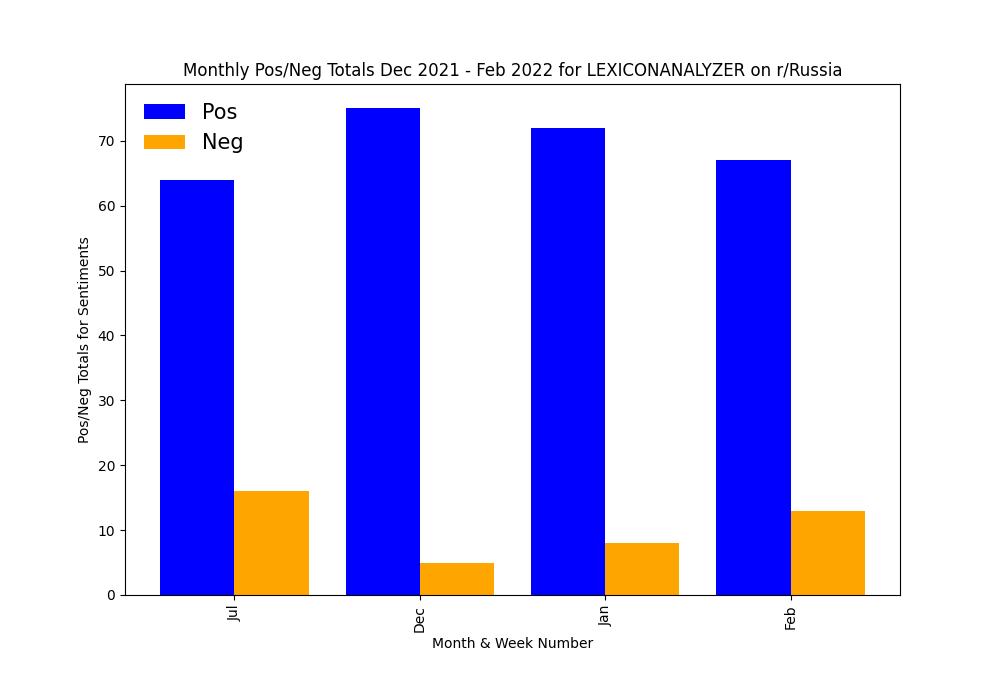 Monthly Pos/Neg Totals Dec 2021 - Feb 2022 for LEXICONANALYZER on r/Russia
Pos
Neg
Pos/Neg Totals for Sentiments
70
60
50
40
30
20
10
0
Jul
Dec
Jan
Feb
Month & Week Number